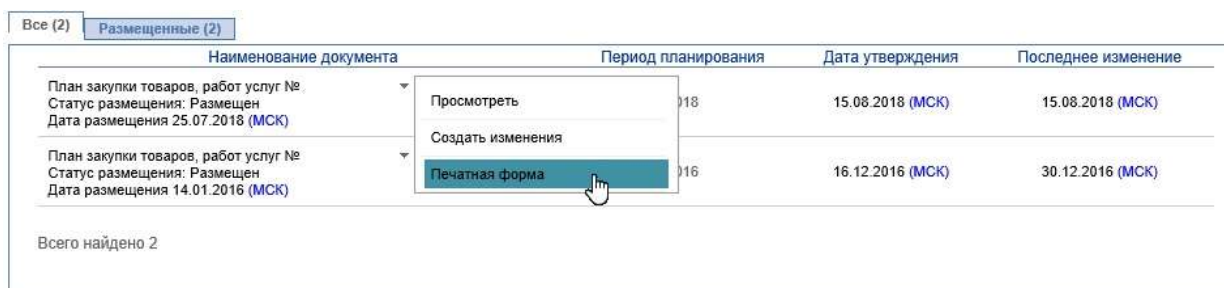 Все (2)
Размещенные (2)
Наименование документа Период планирования Дата утверждения Последнее изменение
План закупки товаров, работ услуг №
Статус размещения: Размещен
Дата размещения 25.07.2018 (МСК)
Просмотреть
Создать изменения
Печатная форма
018 15.08.2018 (МСК) 15.08.2018 (МСК)
План закупки товаров, работ услуг №
Статус размещения: Размещен
Дата размещения 14.01.2016 (МСК)
016 16.12.2016 (МСК) 30.12.2016 (МСК)
Всего найдено 2